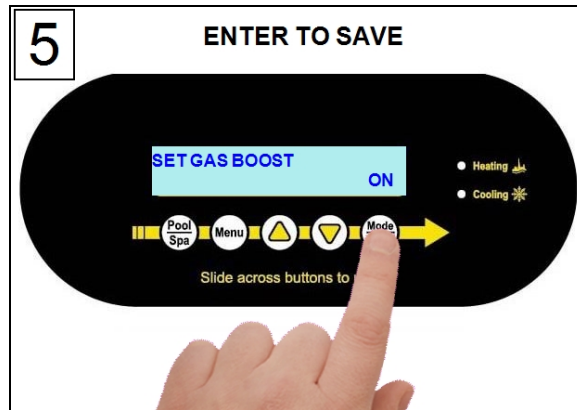 5
ENTER TO SAVE
SET GAS BOOST
ON
Heating
Cooling
Pool
Spa
Menu
Mode
Slide across buttons to